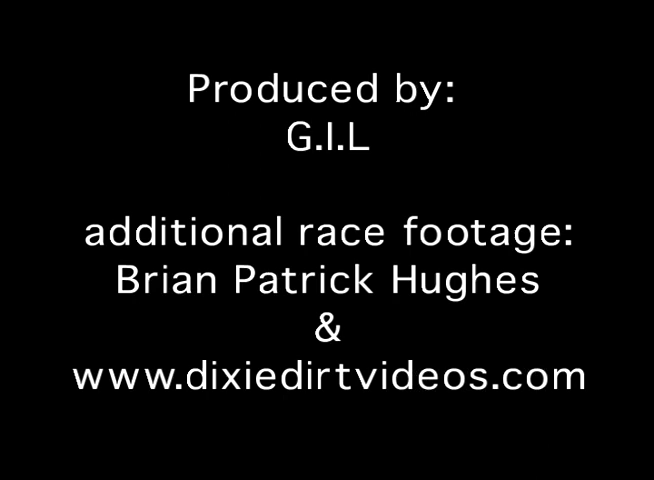 Produced by:
G.I.L
additional race footage:
Brian Patrick Hughes
&
www.dixiedirtvideos.com